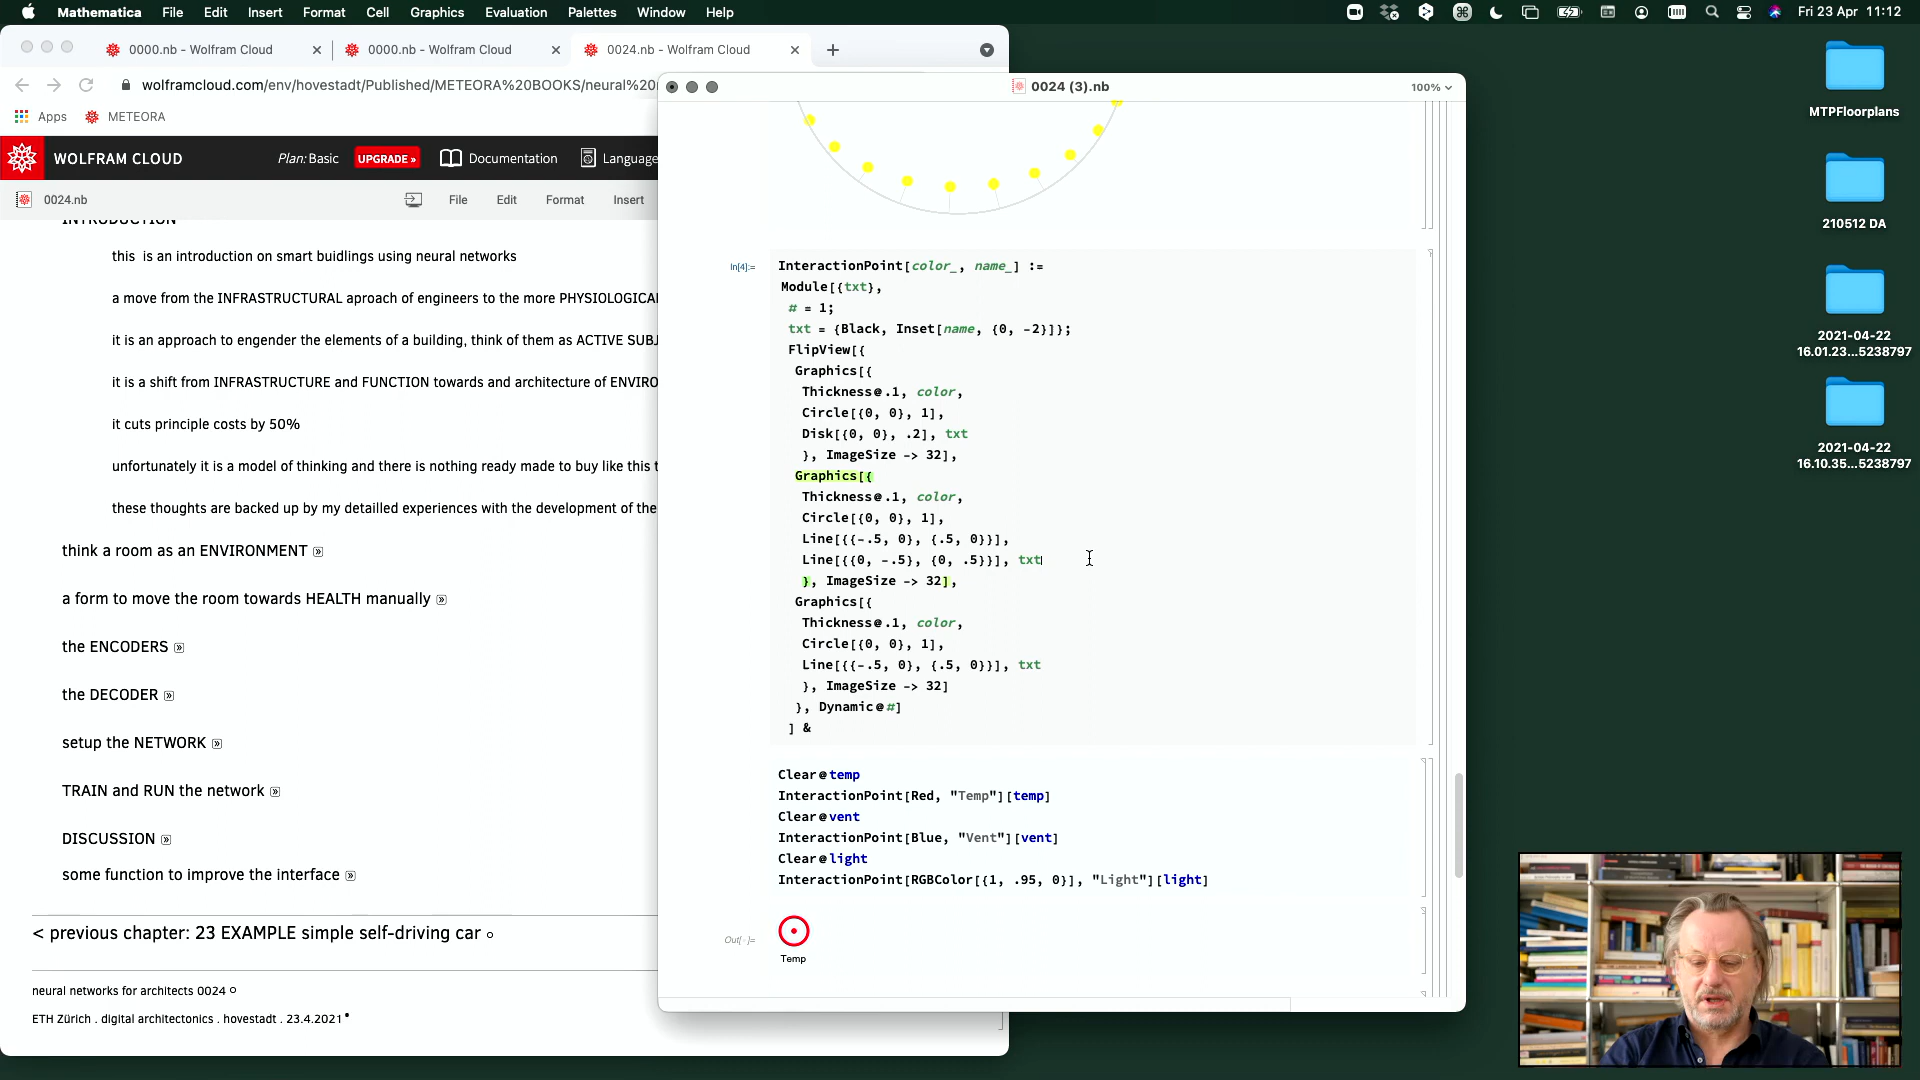 Mathematica File Edit Insert Format Cell Graphics Evaluation Palettes Window Help Fri 23 Apr 11:12
0000.nb - Wolfram Cloud 0000.nb - Wolfram Cloud 0024.nb - Wolfram Cloud
wolframcloud.com/env/hovestadt/Published/METEORA%20BOOKS/neural%20
Apps METEORA
WOLFRAM CLOUD Plan: Basic UPGRADE » Documentation Language
0024.nb File Edit Format Insert
INTRODUCTION
this is an introduction on smart buidlings using neural networks
a move from the INFRASTRUCTURAL aproach of engineers to the more PHYSIOLOGICA
it is an approach to engender the elements of a building, think of them as ACTIVE SUBJ
it is a shift from INFRASTRUCTURE and FUNCTION towards and architecture of ENVIRO
it cuts principle costs by 50%
unfortunately it is a model of thinking and there is nothing ready made to buy like this t
these thoughts are backed up by my detailled experiences with the development of the
think a room as an ENVIRONMENT
a form to move the room towards HEALTH manually
the ENCODERS
the DECODER
setup the NETWORK
TRAIN and RUN the network
DISCUSSION
some function to improve the interface
< previous chapter: 23 EXAMPLE simple self-driving car
neural networks for architects 0024
ETH Zürich . digital architectonics . hovestadt . 23.4.2021
0024 (3).nb 100%
In[4]:= InteractionPoint[color_, name_] :=
Module[{txt},
# = 1;
txt = {Black, Inset[name, {0, -2}]};
FlipView[{
Graphics[{
Thickness@.1, color,
Circle[{0, 0}, 1],
Disk[{0, 0}, .2], txt
}, ImageSize -> 32],
Graphics[{
Thickness@.1, color,
Circle[{0, 0}, 1],
Line[{{-.5, 0}, {.5, 0}}],
Line[{{0, -.5}, {0, .5}}], txt
}, ImageSize -> 32],
Graphics[{
Thickness@.1, color,
Circle[{0, 0}, 1],
Line[{{-.5, 0}, {.5, 0}}], txt
}, ImageSize -> 32]
}, Dynamic@#]
] &
Clear@temp
InteractionPoint[Red, "Temp"][temp]
Clear@vent
InteractionPoint[Blue, "Vent"][vent]
Clear@light
InteractionPoint[RGBColor[{1, .95, 0}], "Light"][light]
Out[]=
Temp
MTPFloorplans
210512 DA
2021-04-22
16.01.23...5238797
2021-04-22
16.10.35...5238797